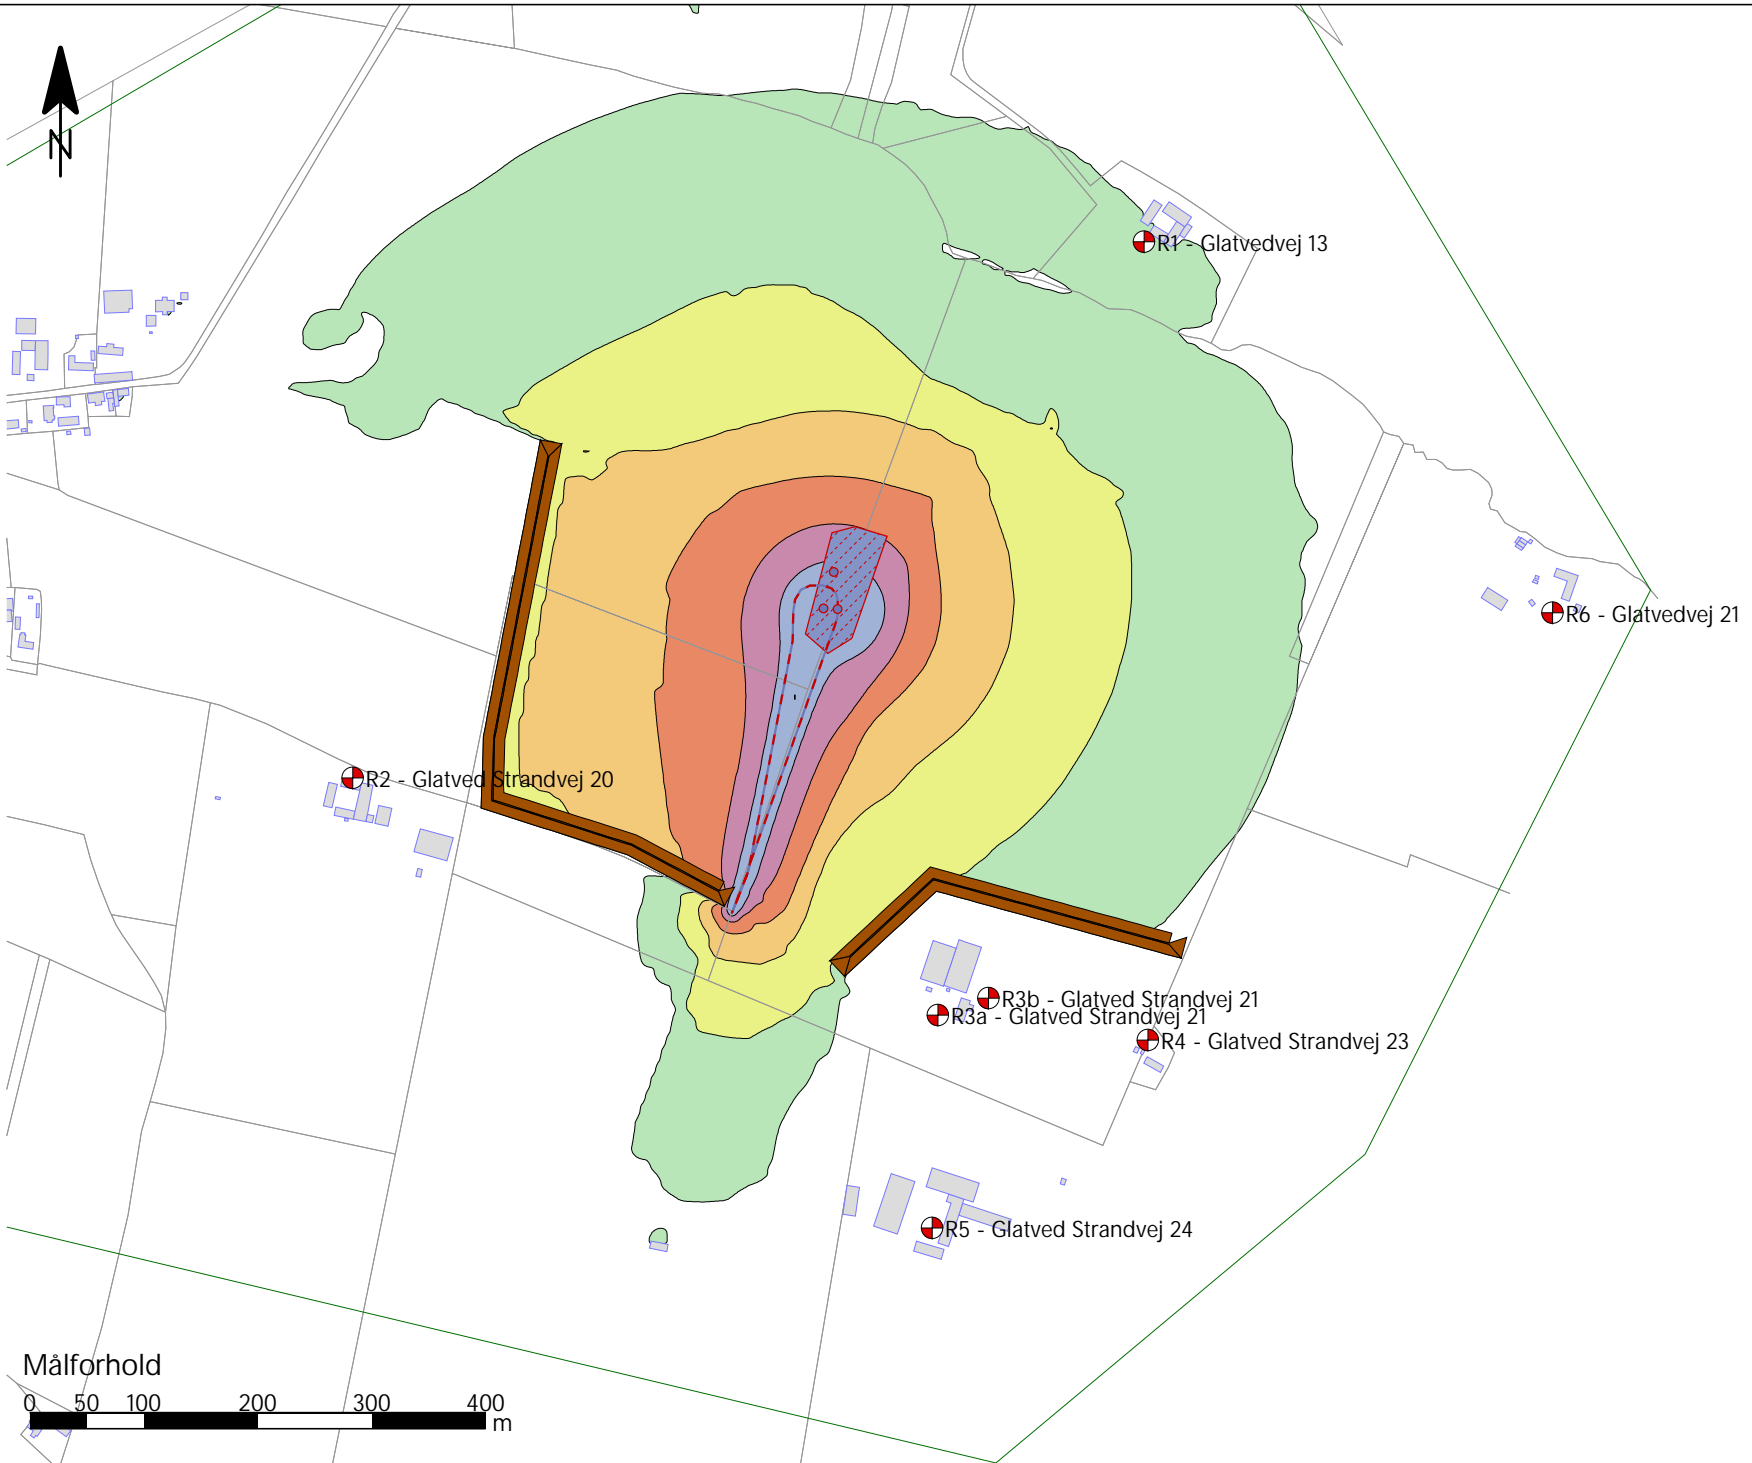 N
R1 - Glatvedvej 13
R6 - Glatvedvej 21
R2 - Glatved Strandvej 20
R3b - Glatved Strandvej 21
R3a - Glatved Strandvej 21
R4 - Glatved Strandvej 23
R5 - Glatved Strandvej 24
Målforhold
0 50 100 200 300 400
m